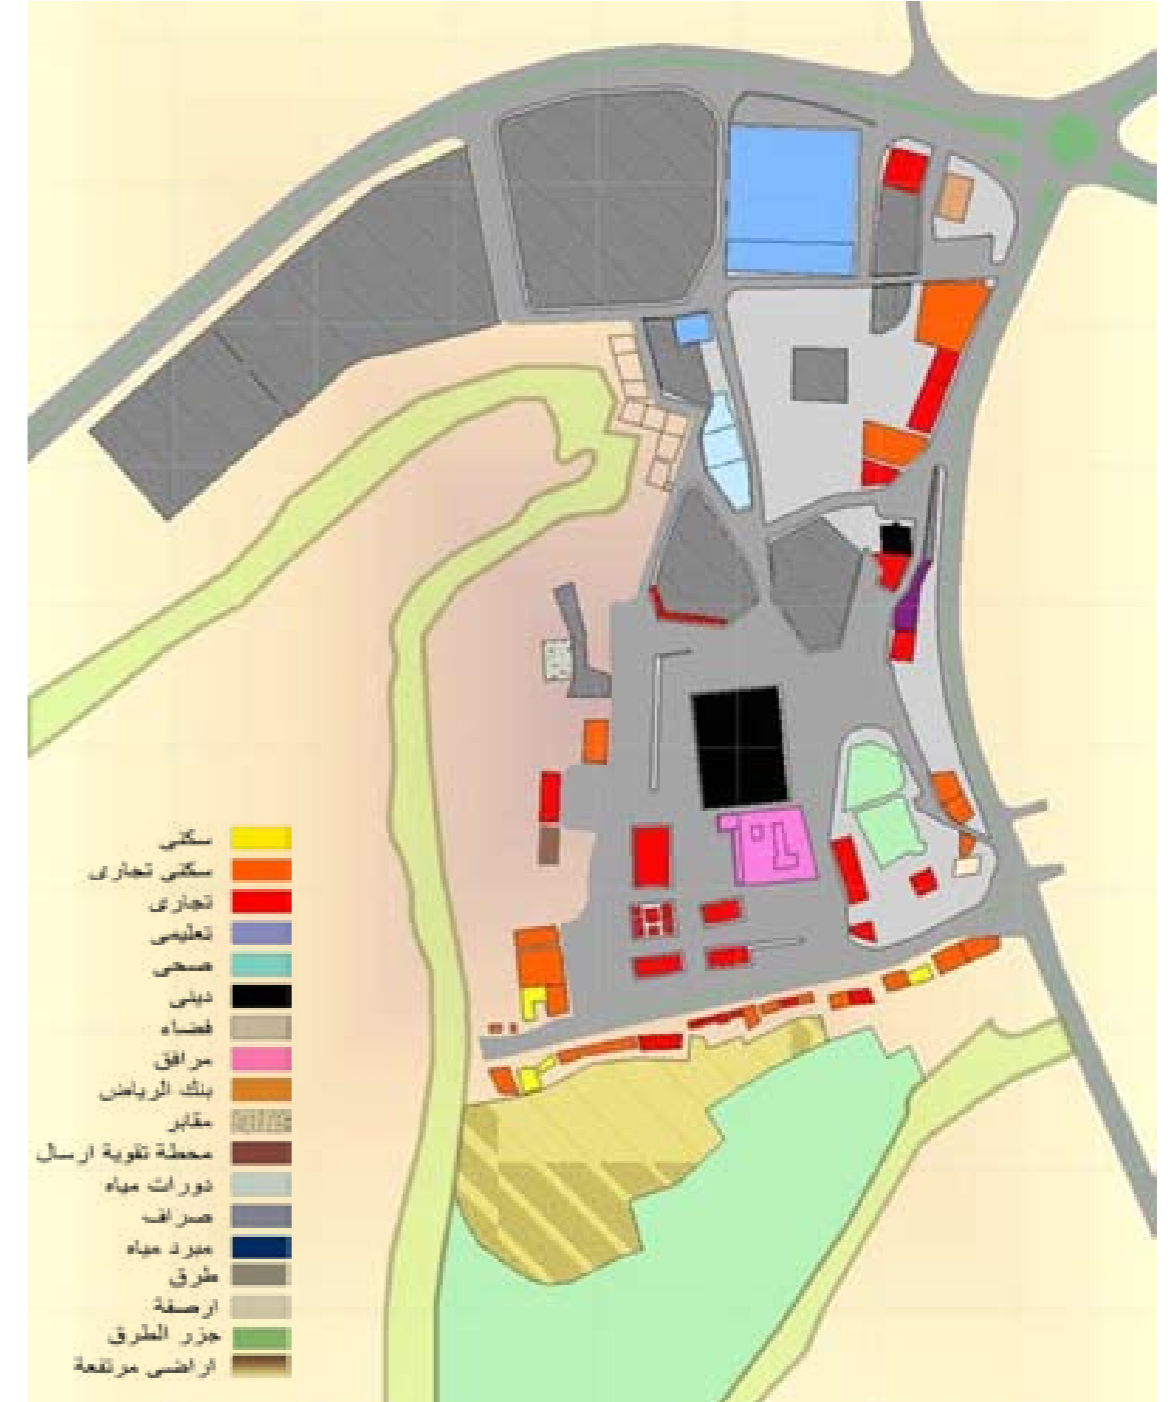 سكنى
سكنى تجارى
تجارى
تعليمى
صحى
دينى
فضاء
مرافق
بنك الرياض
مقابر
محطة تقوية ارسال
دورات مياه
صراف
مبرد مياه
طرق
ارصفة
جزر الطرق
اراضى مرتفعة